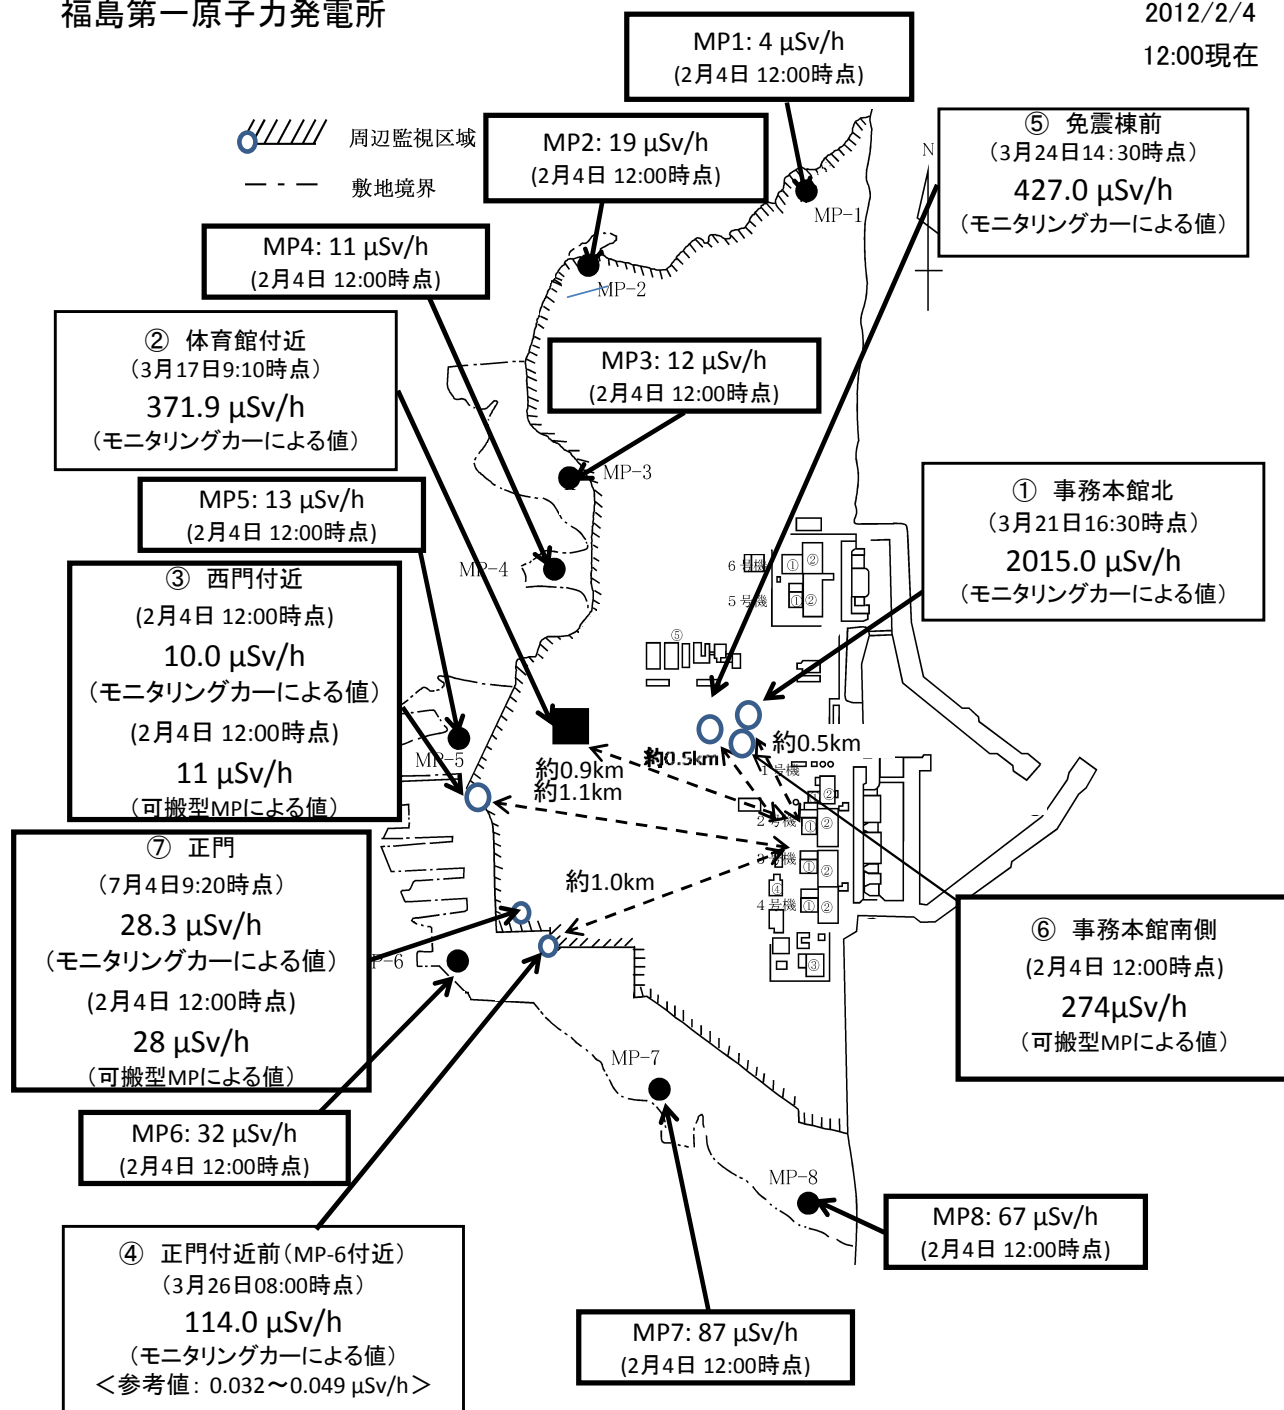 福島第一原子力発電所
2012/2/4
12:00現在
周辺監視区域
敷地境界
N
MP1: 4 μSv/h
(2月4日 12:00時点)
MP2: 19 μSv/h
(2月4日 12:00時点)
MP4: 11 μSv/h
(2月4日 12:00時点)
MP3: 12 μSv/h
(2月4日 12:00時点)
⑤ 免震棟前
(3月24日14:30時点)
427.0 μSv/h
(モニタリングカーによる値)
② 体育館付近
(3月17日9:10時点)
371.9 μSv/h
(モニタリングカーによる値)
MP5: 13 μSv/h
(2月4日 12:00時点)
① 事務本館北
(3月21日16:30時点)
2015.0 μSv/h
(モニタリングカーによる値)
③ 西門付近
(2月4日 12:00時点)
10.0 μSv/h
(モニタリングカーによる値)
(2月4日 12:00時点)
11 μSv/h
(可搬型MPによる値)
⑦ 正門
(7月4日9:20時点)
28.3 μSv/h
(モニタリングカーによる値)
(2月4日 12:00時点)
28 μSv/h
(可搬型MPによる値)
⑥ 事務本館南側
(2月4日 12:00時点)
274μSv/h
(可搬型MPによる値)
MP6: 32 μSv/h
(2月4日 12:00時点)
④ 正門付近前(MP-6付近)
(3月26日08:00時点)
114.0 μSv/h
(モニタリングカーによる値)
<参考値: 0.032~0.049 μSv/h>
MP7: 87 μSv/h
(2月4日 12:00時点)
MP8: 67 μSv/h
(2月4日 12:00時点)
MP-1
MP-2
MP-3
MP-4
MP-5
P-6
MP-7
MP-8
6号機
① ②
5号機
① ②
⑤
約0.5km
約0.5km
約0.9km
約1.1km
約1.0km
1号機
②
2号機
① ②
3号機
① ②
④
4号機
① ②
③